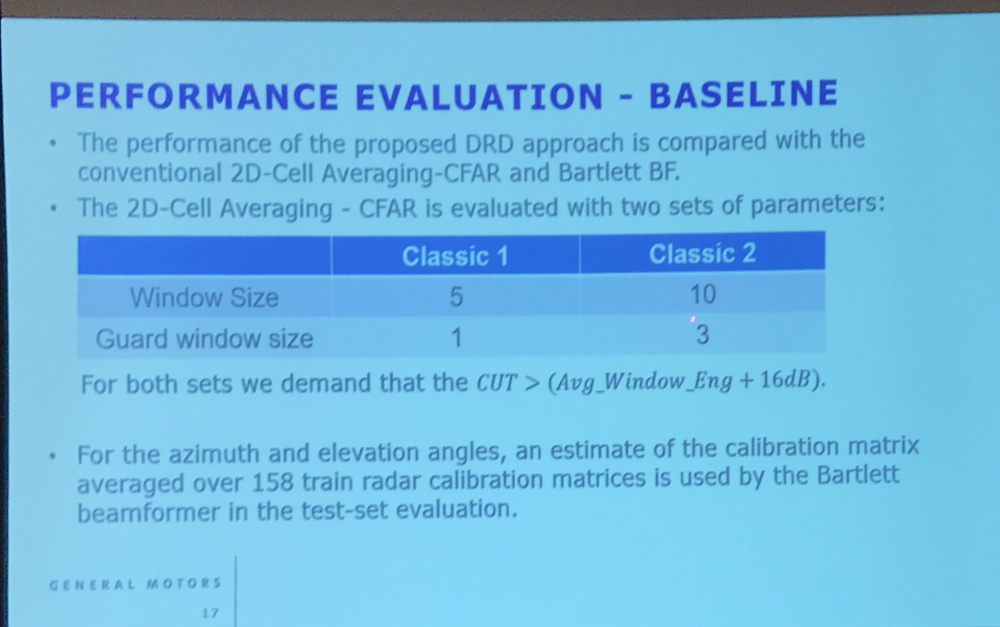 PERFORMANCE EVALUATION - BASELINE
• The performance of the proposed DRD approach is compared with the
conventional 2D-Cell Averaging-CFAR and Bartlett BF.
• The 2D-Cell Averaging - CFAR is evaluated with two sets of parameters:
Classic 1 Classic 2
Window Size 5 10
Guard window size 1 3
For both sets we demand that the CUT > (Avg_Window_Eng + 16dB).
• For the azimuth and elevation angles, an estimate of the calibration matrix
averaged over 158 train radar calibration matrices is used by the Bartlett
beamformer in the test-set evaluation.
GENERAL MOTORS
17